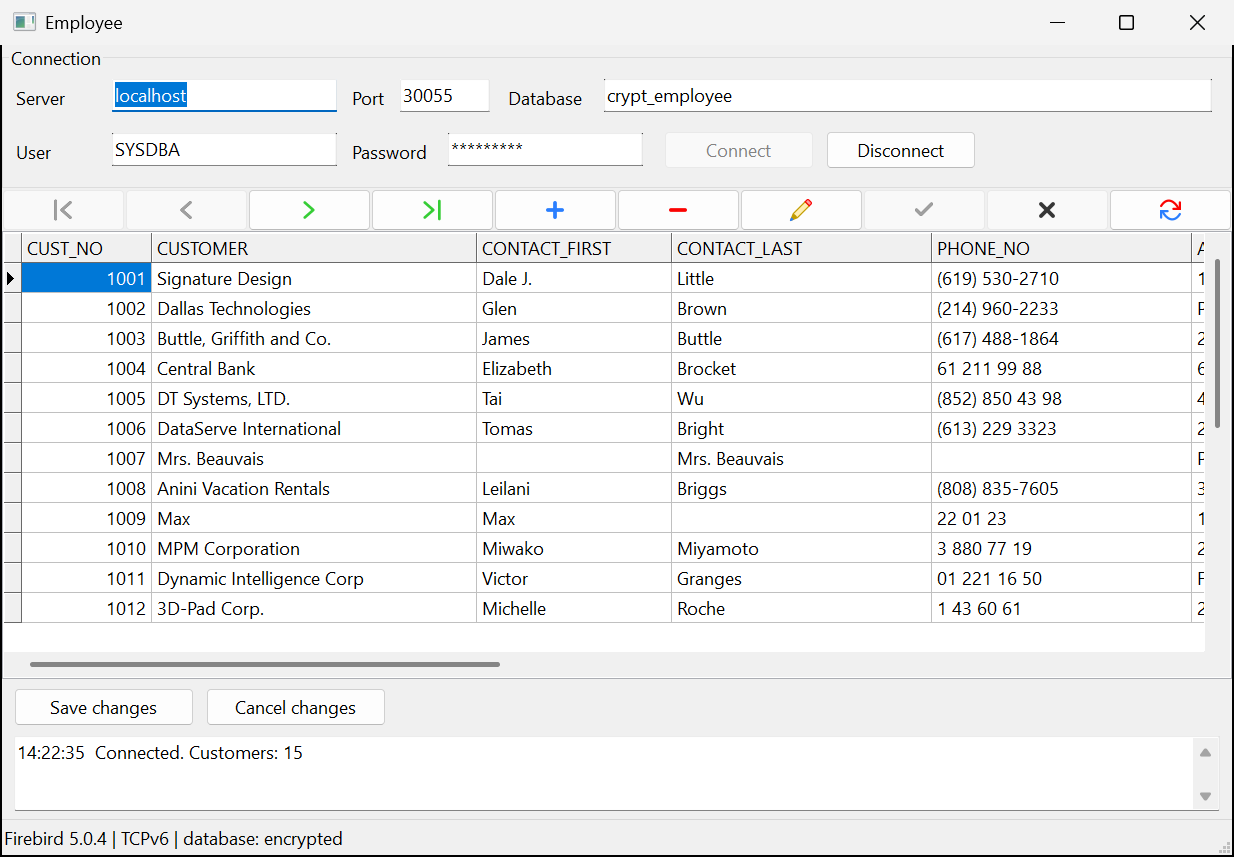 Employee
Connection
Server localhost Port 30055 Database crypt_employee
User SYSDBA Password ********* Connect Disconnect
CUST_NO CUSTOMER CONTACT_FIRST CONTACT_LAST PHONE_NO
1001 Signature Design Dale J. Little (619) 530-2710
1002 Dallas Technologies Glen Brown (214) 960-2233
1003 Buttle, Griffith and Co. James Buttle (617) 488-1864
1004 Central Bank Elizabeth Brocket 61 211 99 88
1005 DT Systems, LTD. Tai Wu (852) 850 43 98
1006 DataServe International Tomas Bright (613) 229 3323
1007 Mrs. Beauvais Mrs. Beauvais
1008 Anini Vacation Rentals Leilani Briggs (808) 835-7605
1009 Max Max 22 01 23
1010 MPM Corporation Miwako Miyamoto 3 880 77 19
1011 Dynamic Intelligence Corp Victor Granges 01 221 16 50
1012 3D-Pad Corp. Michelle Roche 1 43 60 61
Save changes Cancel changes
14:22:35 Connected. Customers: 15
Firebird 5.0.4 | TCPv6 | database: encrypted